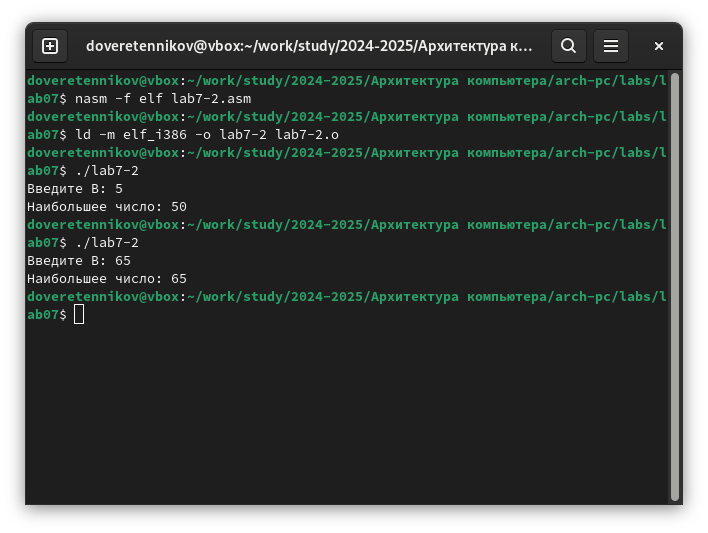 doveretennikov@vbox:~/work/study/2024-2025/Архитектура к...
doveretennikov@vbox:~/work/study/2024-2025/Архитектура компьютера/arch-pc/labs/l
ab07$ nasm -f elf lab7-2.asm
doveretennikov@vbox:~/work/study/2024-2025/Архитектура компьютера/arch-pc/labs/l
ab07$ ld -m elf_i386 -o lab7-2 lab7-2.o
doveretennikov@vbox:~/work/study/2024-2025/Архитектура компьютера/arch-pc/labs/l
ab07$ ./lab7-2
Введите B: 5
Наибольшее число: 50
doveretennikov@vbox:~/work/study/2024-2025/Архитектура компьютера/arch-pc/labs/l
ab07$ ./lab7-2
Введите B: 65
Наибольшее число: 65
doveretennikov@vbox:~/work/study/2024-2025/Архитектура компьютера/arch-pc/labs/l
ab07$